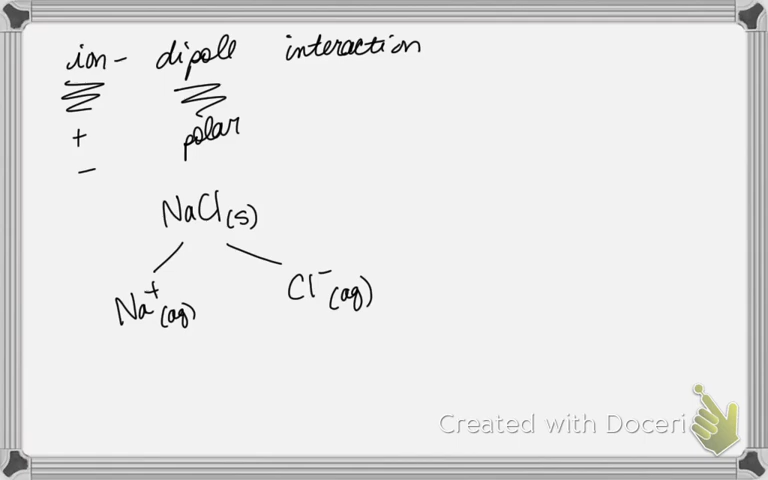 ion - dipole interaction
+ polar
-
NaCl(s)
Na+(aq) Cl-(aq)
Created with Doceri